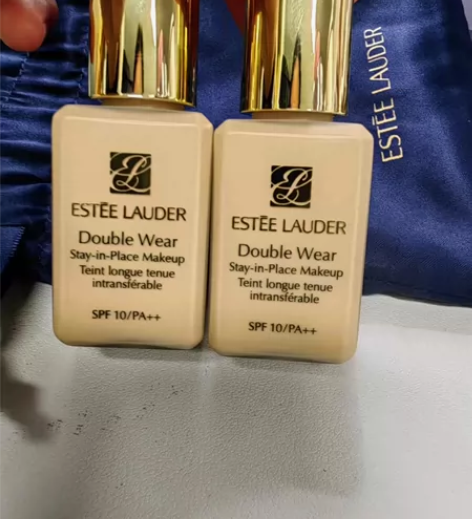 ESTĒE LAUDER
Double Wear
Stay-in-Place Makeup
Teint longue tenue
intransférable
SPF 10/PA++
ESTĒE LAUDER
Double Wear
Stay-in-Place Makeup
Teint longue tenue
intransférable
SPF 10/PA++
ESTĒE LAUDER